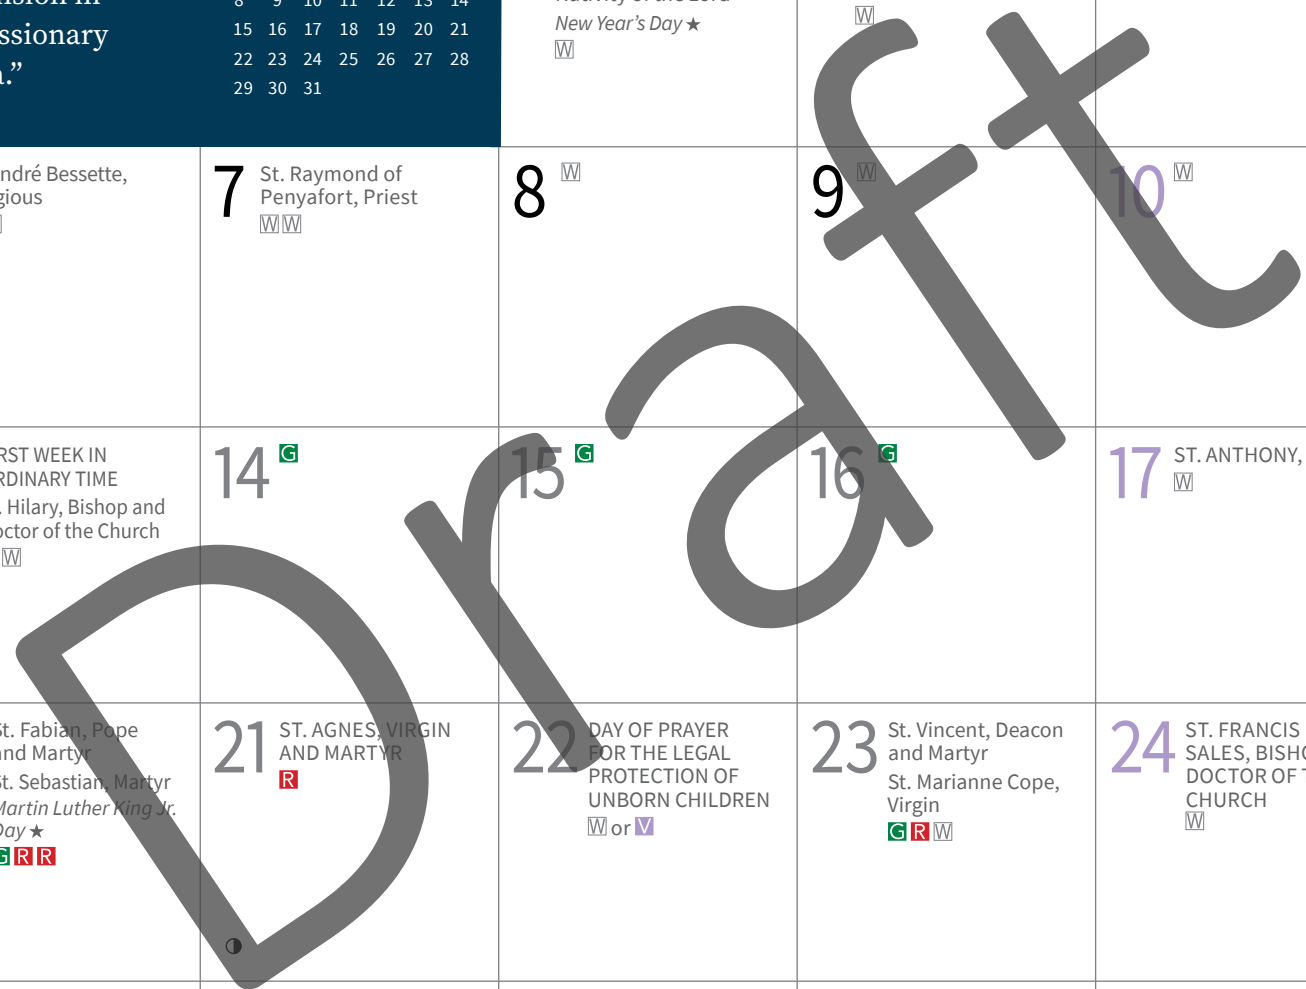 ssionary
a.”
8 9 10 11 12 13 14
15 16 17 18 19 20 21
22 23 24 25 26 27 28
29 30 31
New Year’s Day ★
W
W
ndré Bessette,
gious
7 St. Raymond of
Penyafort, Priest
W W
8 W
9 W
10 W
RST WEEK IN
RDINARY TIME
. Hilary, Bishop and
octor of the Church
W
14 G
15 G
16 G
17 ST. ANTHONY,
W
St. Fabian, Pope
and Martyr
St. Sebastian, Martyr
Martin Luther King Jr.
Day ★
G R R
21 ST. AGNES, VIRGIN
AND MARTYR
R
22 DAY OF PRAYER
FOR THE LEGAL
PROTECTION OF
UNBORN CHILDREN
W or V
23 St. Vincent, Deacon
and Martyr
St. Marianne Cope,
Virgin
G R W
24 ST. FRANCIS
SALES, BISHO
DOCTOR OF T
CHURCH
W
Draft